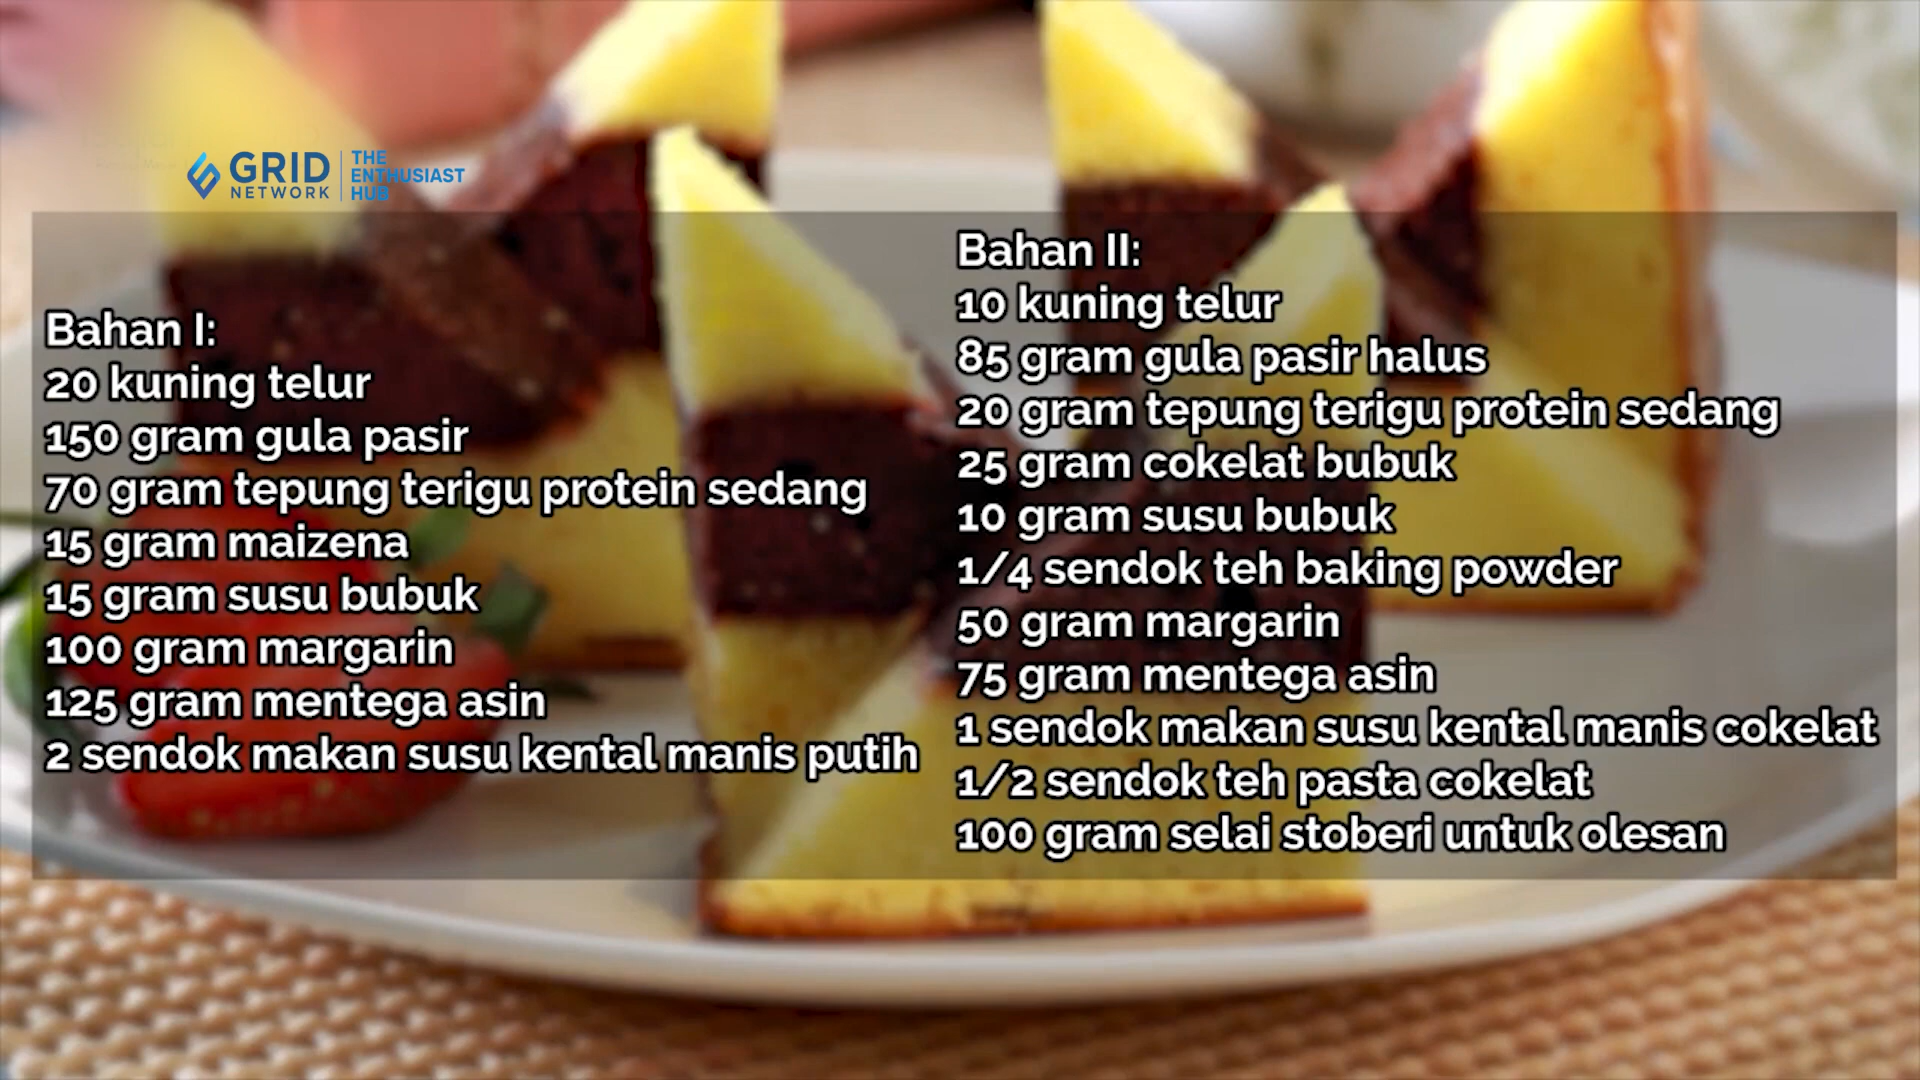 GRID
NETWORK
THE
ENTHUSIAST
HUB
Bahan I:
20 kuning telur
150 gram gula pasir
70 gram tepung terigu protein sedang
15 gram maizena
15 gram susu bubuk
100 gram margarin
125 gram mentega asin
2 sendok makan susu kental manis putih
Bahan II:
10 kuning telur
85 gram gula pasir halus
20 gram tepung terigu protein sedang
25 gram cokelat bubuk
10 gram susu bubuk
1/4 sendok teh baking powder
50 gram margarin
75 gram mentega asin
1 sendok makan susu kental manis cokelat
1/2 sendok teh pasta cokelat
100 gram selai stoberi untuk olesan